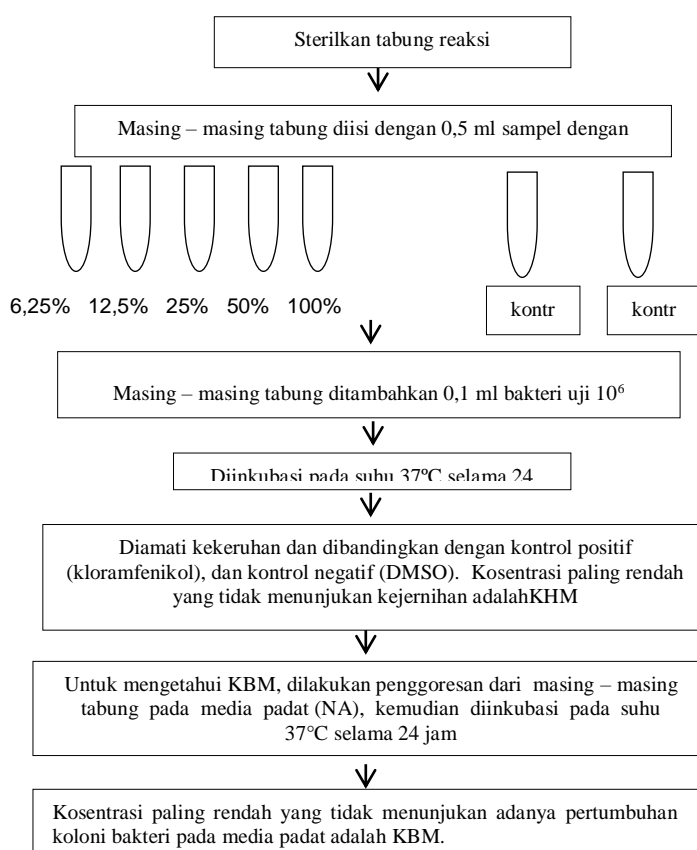 Sterilkan tabung reaksi
Masing – masing tabung diisi dengan 0,5 ml sampel dengan
6,25% 12,5% 25% 50% 100%
kontr kontr
Masing – masing tabung ditambahkan 0,1 ml bakteri uji 10⁶
Diinkubasi pada suhu 37ºC selama 24
Diamati kekeruhan dan dibandingkan dengan kontrol positif
(kloramfenikol), dan kontrol negatif (DMSO). Kosentrasi paling rendah
yang tidak menunjukan kejernihan adalahKHM
Untuk mengetahui KBM, dilakukan penggoresan dari masing – masing
tabung pada media padat (NA), kemudian diinkubasi pada suhu
37°C selama 24 jam
Kosentrasi paling rendah yang tidak menunjukan adanya pertumbuhan
koloni bakteri pada media padat adalah KBM.